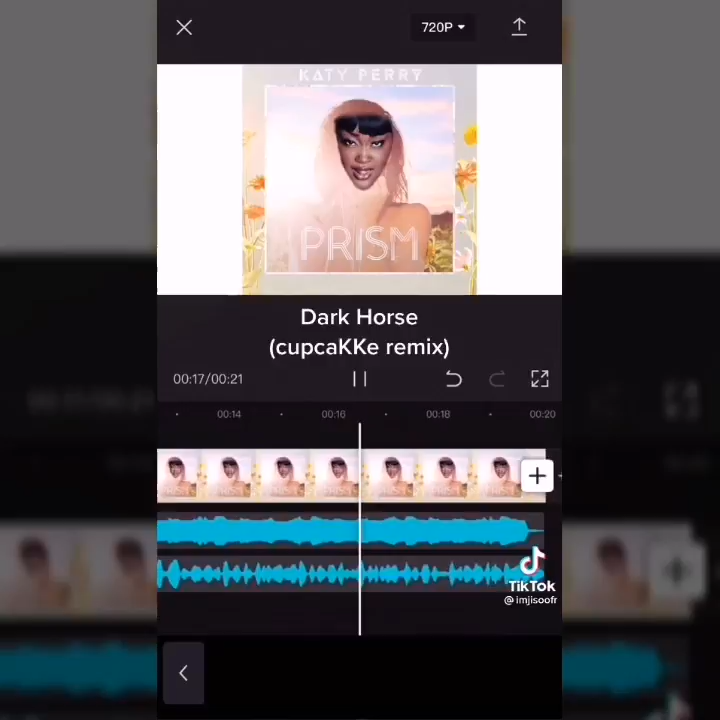 720P
KATY PERRY
PRISM
Dark Horse
(cupcaKKe remix)
00:17/00:21
00:14
00:16
00:18
00:20
TikTok
@imjisoofr